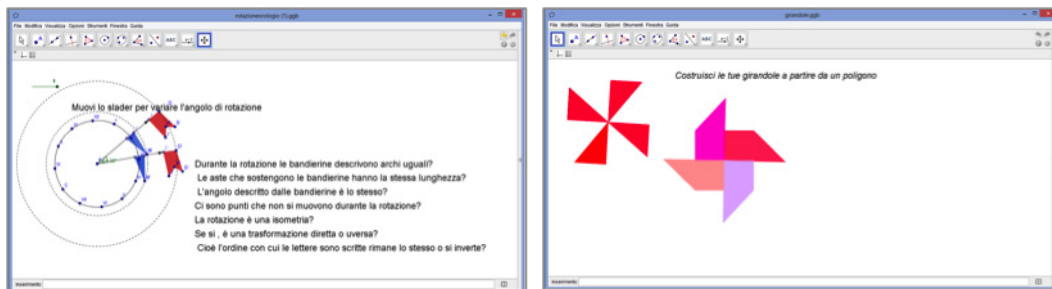 rotazioneorologio (1).ggb
File Modifica Visualizza Opzioni Strumenti Finestra Guida
ABC
Muovi lo slader per variare l'angolo di rotazione
Durante la rotazione le bandierine descrivono archi uguali?
Le aste che sostengono le bandierine hanno la stessa lunghezza?
L'angolo descritto dalle bandierine è lo stesso?
Ci sono punti che non si muovono durante la rotazione?
La rotazione è una isometria?
Se si , è una trasformazione diretta o uversa?
Cioè l'ordine con cui le lettere sono scritte rimane lo stesso o si inverte?
Inserimento:
girandole.ggb
File Modifica Visualizza Opzioni Strumenti Finestra Guida
ABC
Costruisci le tue girandole a partire da un poligono
Inserimento: